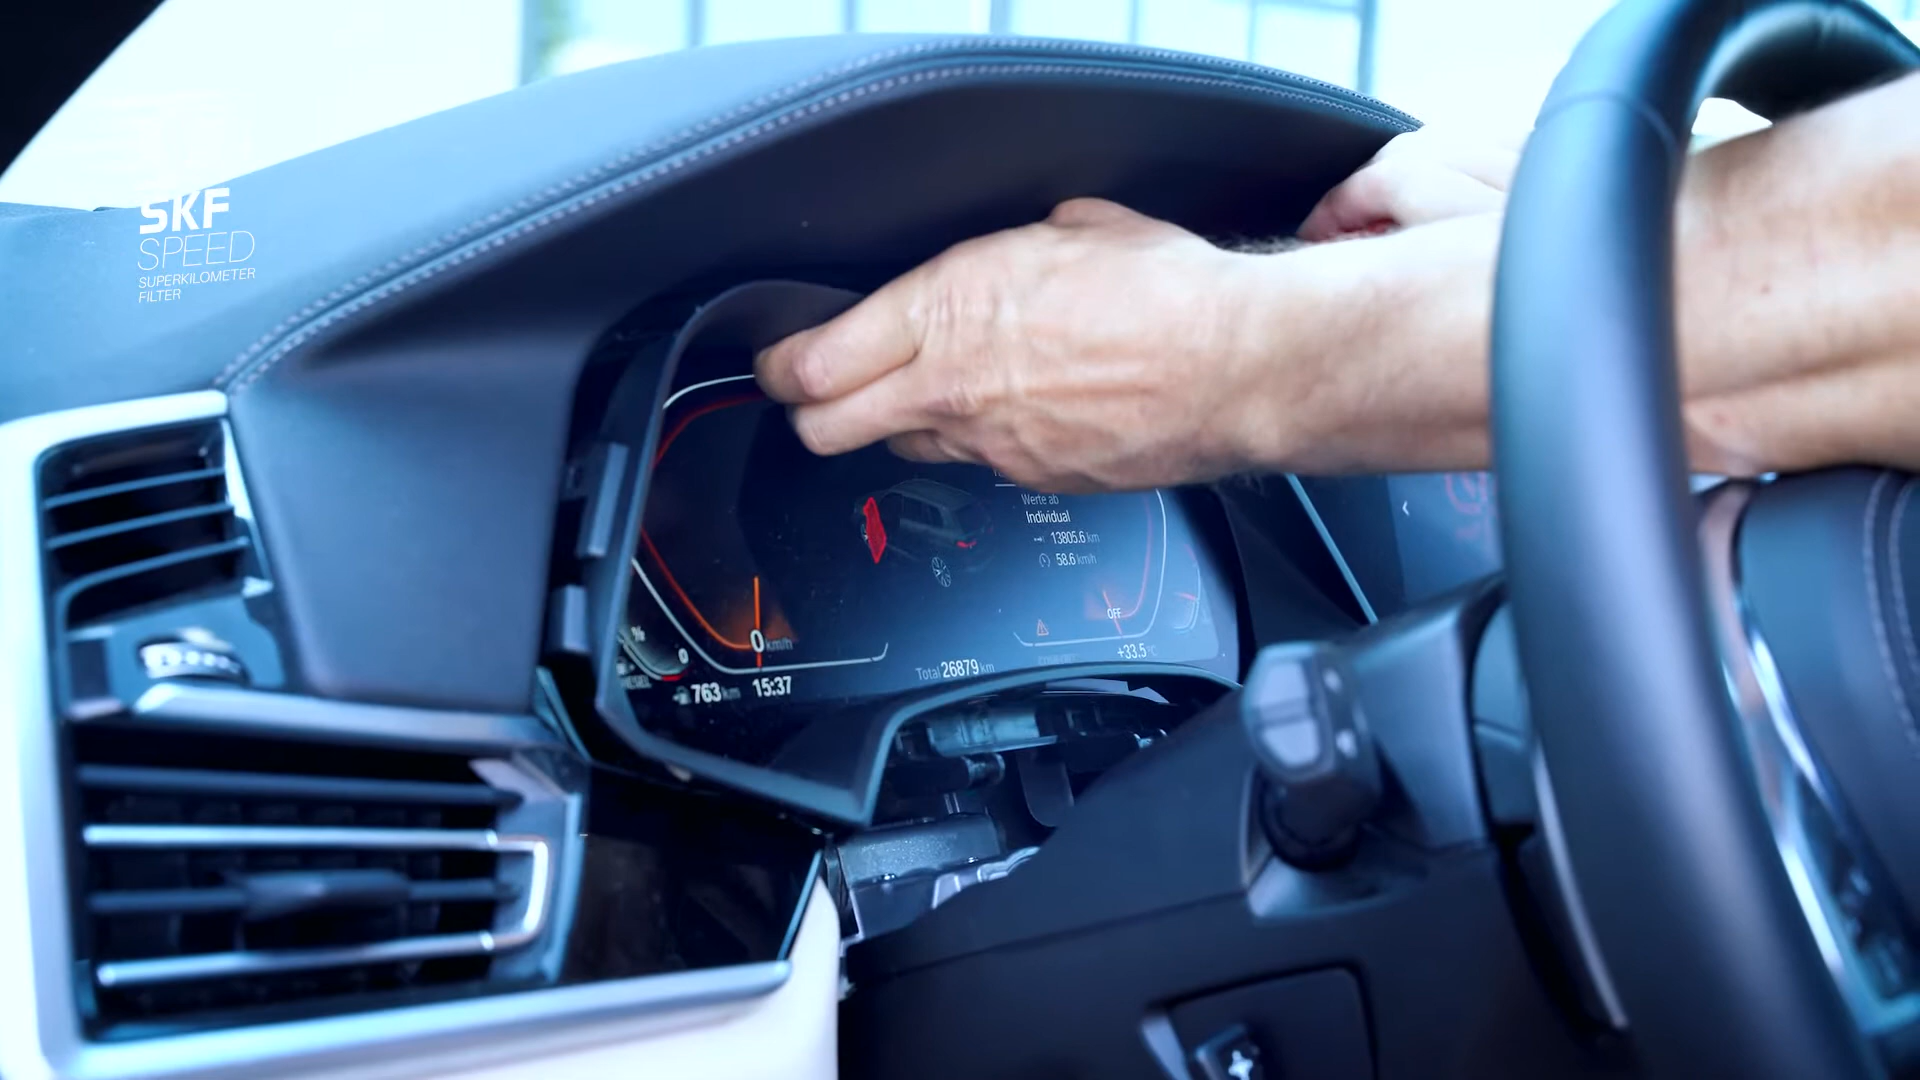 SKF
SPEED
SUPERKILOMETER
FILTER
Werte ab
Individual
13805.6 km
58.6 km/h
OFF
0 km/h
%
0
+33.5 °C
Total 26879 km
763 km 15:37